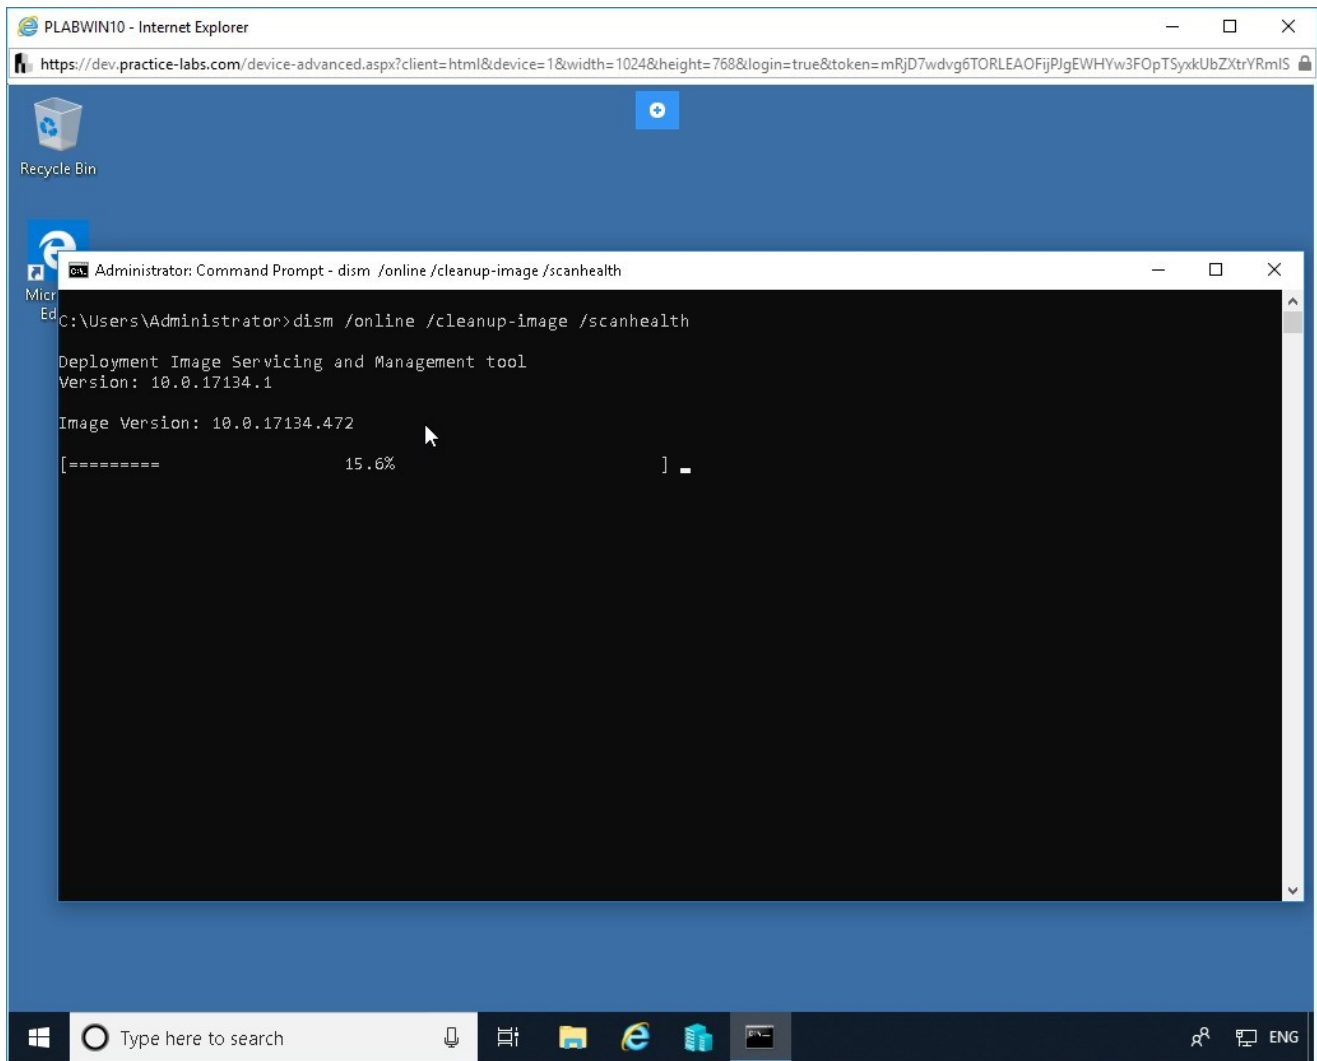 PLABWIN10 - Internet Explorer
https://dev.practice-labs.com/device-advanced.aspx?client=html&device=1&width=1024&height=768&login=true&token=mRjD7wdvg6TORLEAOFijPJgEWHYw3FOpTSyxkUbZXtrYRmIS
Recycle Bin
Administrator: Command Prompt - dism /online /cleanup-image /scanhealth
Micr
Ed
C:\Users\Administrator>dism /online /cleanup-image /scanhealth
Deployment Image Servicing and Management tool
Version: 10.0.17134.1
Image Version: 10.0.17134.472
[========= 15.6% ]
Type here to search
ENG